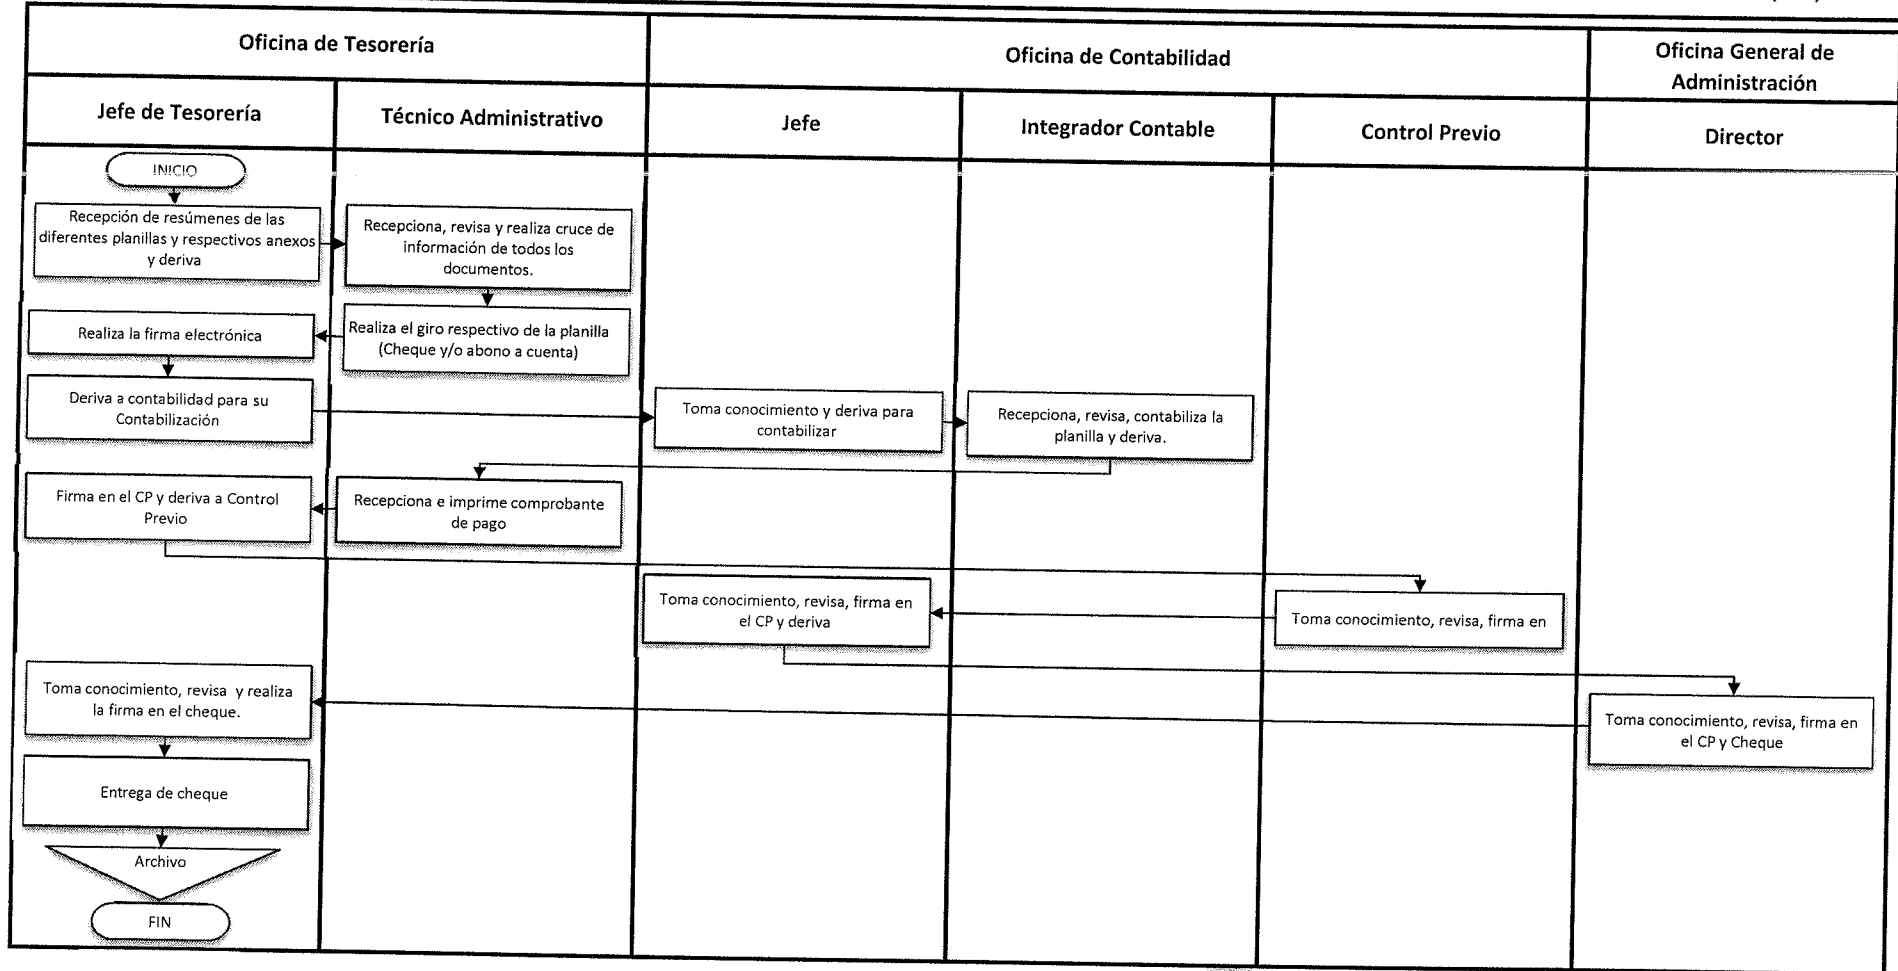 Oficina de Tesorería
Oficina de Contabilidad
Oficina General de
Administración
Jefe de Tesorería
Técnico Administrativo
Jefe
Integrador Contable
Control Previo
Director
INICIO
Recepción de resúmenes de las
diferentes planillas y respectivos anexos
y deriva
Recepciona, revisa y realiza cruce de
información de todos los
documentos.
Realiza el giro respectivo de la planilla
(Cheque y/o abono a cuenta)
Realiza la firma electrónica
Deriva a contabilidad para su
Contabilización
Toma conocimiento y deriva para
contabilizar
Recepciona, revisa, contabiliza la
planilla y deriva.
Recepciona e imprime comprobante
de pago
Firma en el CP y deriva a Control
Previo
Toma conocimiento, revisa, firma en
Toma conocimiento, revisa, firma en
el CP y deriva
Toma conocimiento, revisa, firma en
el CP y Cheque
Toma conocimiento, revisa y realiza
la firma en el cheque.
Entrega de cheque
Archivo
FIN